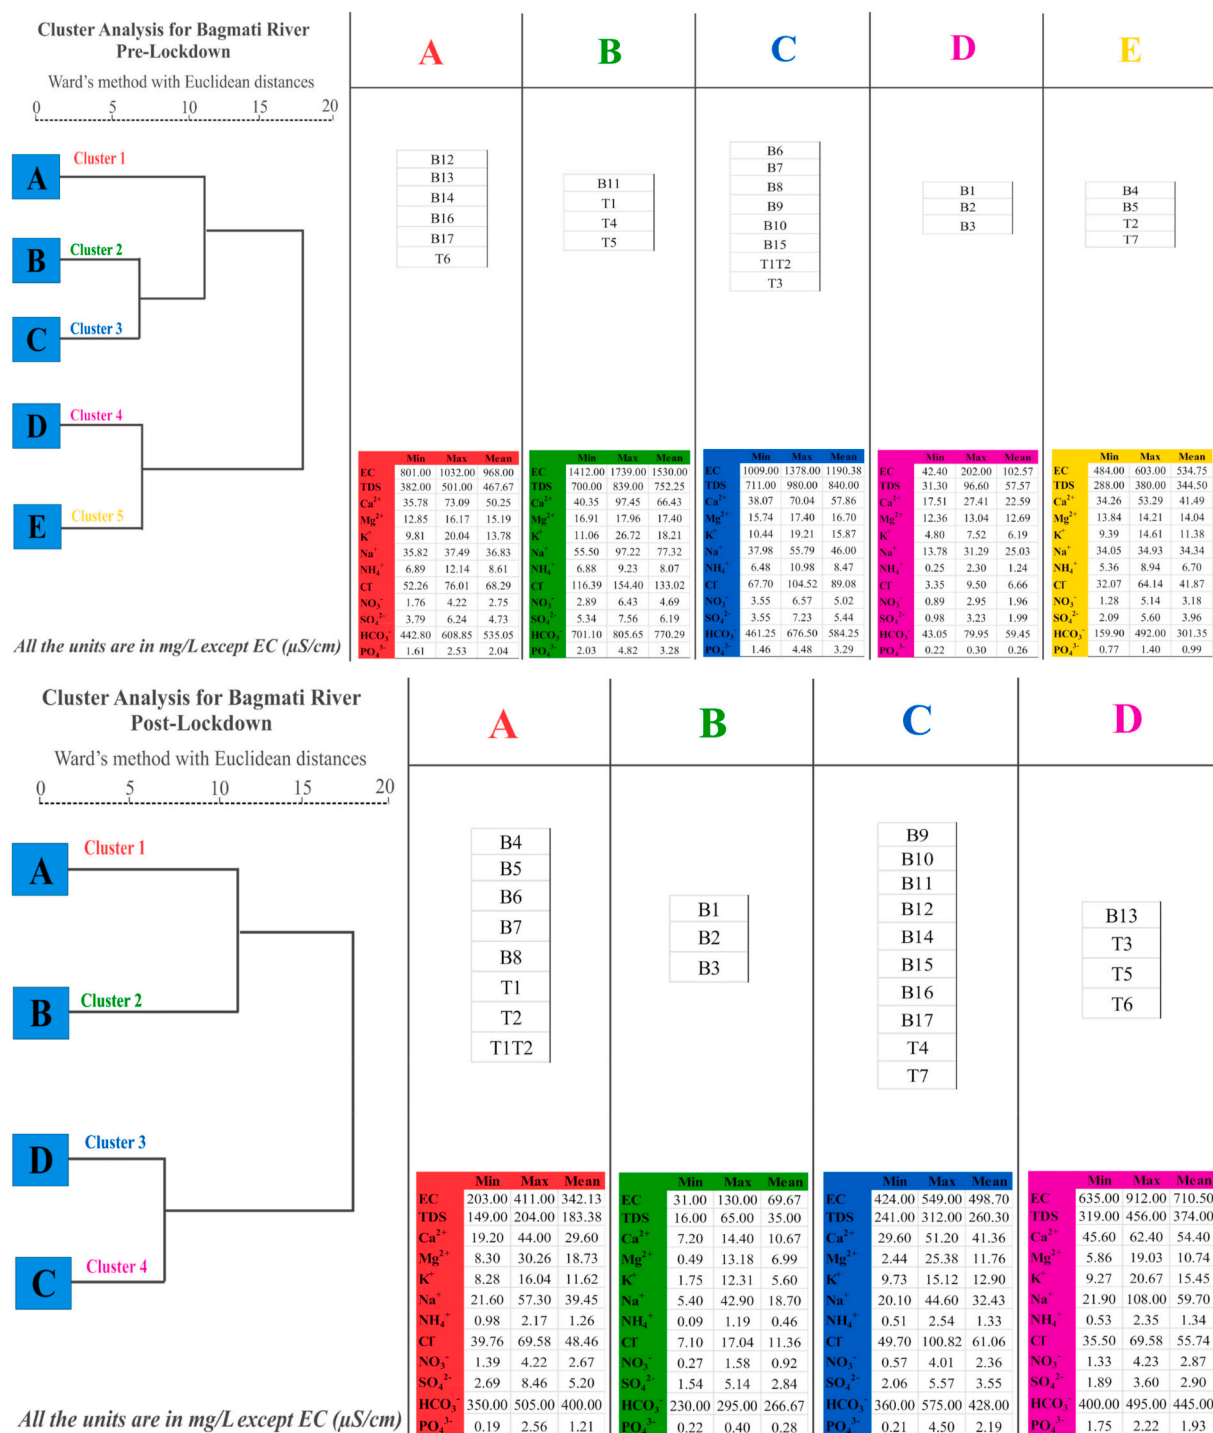 Cluster Analysis for Bagmati River
Pre-Lockdown
Ward's method with Euclidean distances
0 5 10 15 20
A Cluster 1
B Cluster 2
C Cluster 3
D Cluster 4
E Cluster 5
All the units are in mg/L except EC (µS/cm)
A
B12
B13
B14
B16
B17
T6
Min Max Mean
EC 801.00 1032.00 968.00
TDS 382.00 501.00 467.67
Ca²⁺ 35.78 73.09 50.25
Mg²⁺ 12.85 16.17 15.19
K⁺ 9.81 20.04 13.78
Na⁺ 35.82 37.49 36.83
NH₄⁺ 6.89 12.14 8.61
Cl⁻ 52.26 76.01 68.29
NO₃⁻ 1.76 4.22 2.75
SO₄²⁻ 3.79 6.24 4.73
HCO₃⁻ 442.80 608.85 535.05
PO₄³⁻ 1.61 2.53 2.04
B
B11
T1
T4
T5
Min Max Mean
EC 1412.00 1739.00 1530.00
TDS 700.00 839.00 752.25
Ca²⁺ 40.35 97.45 66.43
Mg²⁺ 16.91 17.96 17.40
K⁺ 11.06 26.72 18.21
Na⁺ 55.50 97.22 77.32
NH₄⁺ 6.88 9.23 8.07
Cl⁻ 116.39 154.40 133.02
NO₃⁻ 2.89 6.43 4.69
SO₄²⁻ 5.34 7.56 6.19
HCO₃⁻ 701.10 805.65 770.29
PO₄³⁻ 2.03 4.82 3.28
C
B6
B7
B8
B9
B10
B15
T1T2
T3
Min Max Mean
EC 1009.00 1378.00 1190.38
TDS 711.00 980.00 840.00
Ca²⁺ 38.07 70.04 57.86
Mg²⁺ 15.74 17.40 16.70
K⁺ 10.44 19.21 15.87
Na⁺ 37.98 55.79 46.00
NH₄⁺ 6.48 10.98 8.47
Cl⁻ 67.70 104.52 89.08
NO₃⁻ 3.55 6.57 5.02
SO₄²⁻ 3.55 7.23 5.44
HCO₃⁻ 461.25 676.50 584.25
PO₄³⁻ 1.46 4.48 3.29
D
B1
B2
B3
Min Max Mean
EC 42.40 202.00 102.57
TDS 31.30 96.60 57.57
Ca²⁺ 17.51 27.41 22.59
Mg²⁺ 12.36 13.04 12.69
K⁺ 4.80 7.52 6.19
Na⁺ 13.78 31.29 25.03
NH₄⁺ 0.25 2.30 1.24
Cl⁻ 3.35 9.50 6.66
NO₃⁻ 0.89 2.95 1.96
SO₄²⁻ 0.98 3.23 1.99
HCO₃⁻ 43.05 79.95 59.45
PO₄³⁻ 0.22 0.30 0.26
E
B4
B5
T2
T7
Min Max Mean
EC 484.00 603.00 534.75
TDS 288.00 380.00 344.50
Ca²⁺ 34.26 53.29 41.49
Mg²⁺ 13.84 14.21 14.04
K⁺ 9.39 14.61 11.38
Na⁺ 34.05 34.93 34.34
NH₄⁺ 5.36 8.94 6.70
Cl⁻ 32.07 64.14 41.87
NO₃⁻ 1.28 5.14 3.18
SO₄²⁻ 2.09 5.60 3.96
HCO₃⁻ 159.90 492.00 301.35
PO₄³⁻ 0.77 1.40 0.99
Cluster Analysis for Bagmati River
Post-Lockdown
Ward's method with Euclidean distances
0 5 10 15 20
A Cluster 1
B Cluster 2
D Cluster 3
C Cluster 4
All the units are in mg/L except EC (µS/cm)
A
B4
B5
B6
B7
B8
T1
T2
T1T2
Min Max Mean
EC 203.00 411.00 342.13
TDS 149.00 204.00 183.38
Ca²⁺ 19.20 44.00 29.60
Mg²⁺ 8.30 30.26 18.73
K⁺ 8.28 16.04 11.62
Na⁺ 21.60 57.30 39.45
NH₄⁺ 0.98 2.17 1.26
Cl⁻ 39.76 69.58 48.46
NO₃⁻ 1.39 4.22 2.67
SO₄²⁻ 2.69 8.46 5.20
HCO₃⁻ 350.00 505.00 400.00
PO₄³⁻ 0.19 2.56 1.21
B
B1
B2
B3
Min Max Mean
EC 31.00 130.00 69.67
TDS 16.00 65.00 35.00
Ca²⁺ 7.20 14.40 10.67
Mg²⁺ 0.49 13.18 6.99
K⁺ 1.75 12.31 5.60
Na⁺ 5.40 42.90 18.70
NH₄⁺ 0.09 1.19 0.46
Cl⁻ 7.10 17.04 11.36
NO₃⁻ 0.27 1.58 0.92
SO₄²⁻ 1.54 5.14 2.84
HCO₃⁻ 230.00 295.00 266.67
PO₄³⁻ 0.22 0.40 0.28
C
B9
B10
B11
B12
B14
B15
B16
B17
T4
T7
Min Max Mean
EC 424.00 549.00 498.70
TDS 241.00 312.00 260.30
Ca²⁺ 29.60 51.20 41.36
Mg²⁺ 2.44 25.38 11.76
K⁺ 9.73 15.12 12.90
Na⁺ 20.10 44.60 32.43
NH₄⁺ 0.51 2.54 1.33
Cl⁻ 49.70 100.82 61.06
NO₃⁻ 0.57 4.01 2.36
SO₄²⁻ 2.06 5.57 3.55
HCO₃⁻ 360.00 575.00 428.00
PO₄³⁻ 0.21 4.50 2.19
D
B13
T3
T5
T6
Min Max Mean
EC 635.00 912.00 710.50
TDS 319.00 456.00 374.00
Ca²⁺ 45.60 62.40 54.40
Mg²⁺ 5.86 19.03 10.74
K⁺ 9.27 20.67 15.45
Na⁺ 21.90 108.00 59.70
NH₄⁺ 0.53 2.35 1.34
Cl⁻ 35.50 69.58 55.74
NO₃⁻ 1.33 4.23 2.87
SO₄²⁻ 1.89 3.60 2.90
HCO₃⁻ 400.00 495.00 445.00
PO₄³⁻ 1.75 2.22 1.93